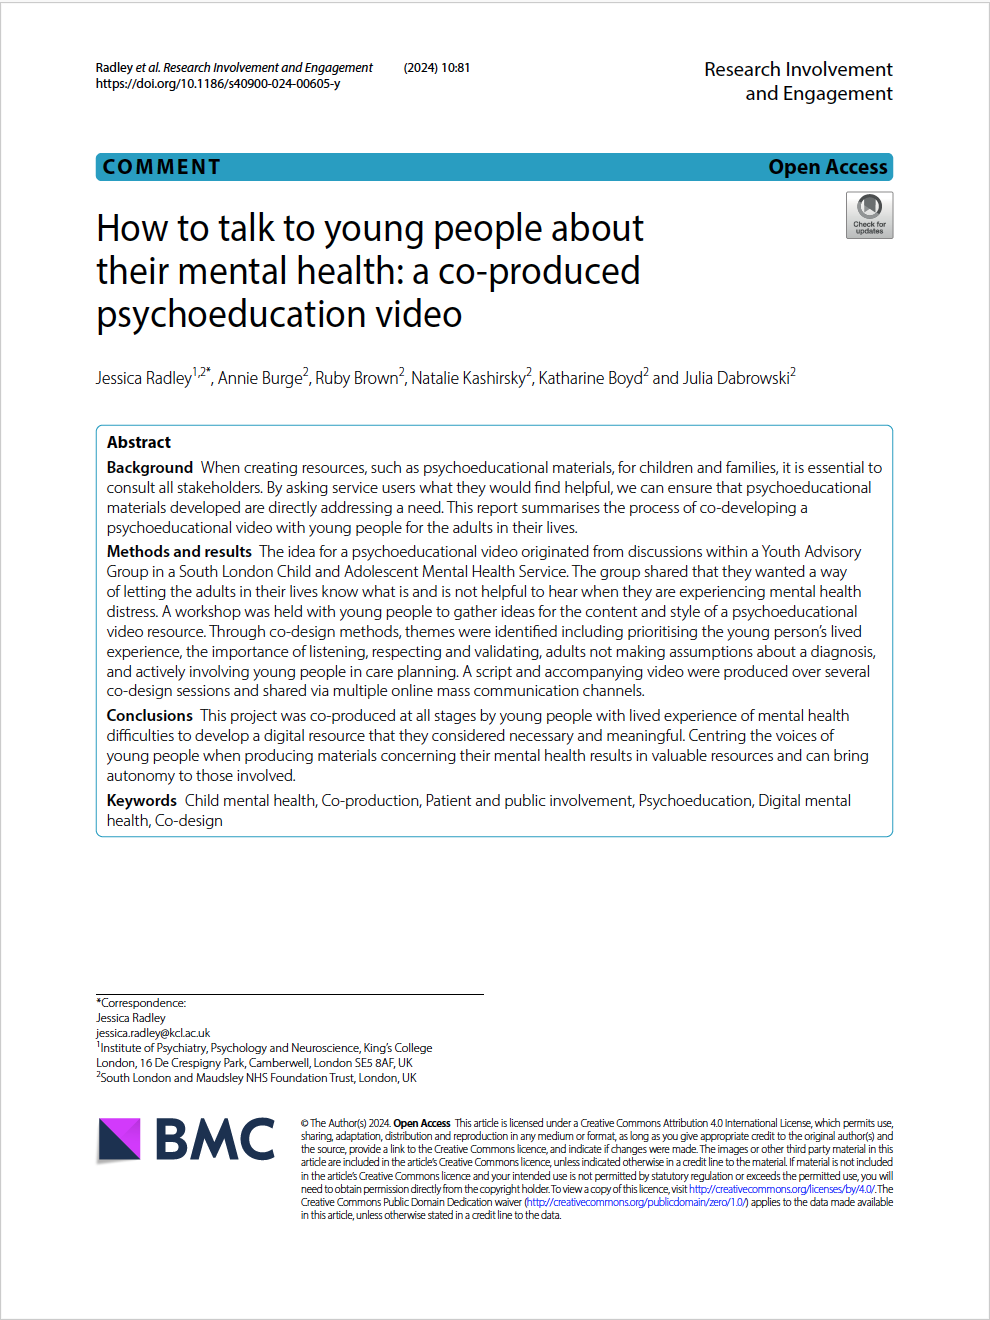 Radley et al. Research Involvement and Engagement (2024) 10:81
https://doi.org/10.1186/s40900-024-00605-y
Research Involvement
and Engagement
COMMENT
Open Access
Check for
updates
How to talk to young people about
their mental health: a co-produced
psychoeducation video
Jessica Radley1,2*, Annie Burge2, Ruby Brown2, Natalie Kashirsky2, Katharine Boyd2 and Julia Dabrowski2
Abstract
Background When creating resources, such as psychoeducational materials, for children and families, it is essential to
consult all stakeholders. By asking service users what they would find helpful, we can ensure that psychoeducational
materials developed are directly addressing a need. This report summarises the process of co-developing a
psychoeducational video with young people for the adults in their lives.
Methods and results The idea for a psychoeducational video originated from discussions within a Youth Advisory
Group in a South London Child and Adolescent Mental Health Service. The group shared that they wanted a way
of letting the adults in their lives know what is and is not helpful to hear when they are experiencing mental health
distress. A workshop was held with young people to gather ideas for the content and style of a psychoeducational
video resource. Through co-design methods, themes were identified including prioritising the young person's lived
experience, the importance of listening, respecting and validating, adults not making assumptions about a diagnosis,
and actively involving young people in care planning. A script and accompanying video were produced over several
co-design sessions and shared via multiple online mass communication channels.
Conclusions This project was co-produced at all stages by young people with lived experience of mental health
difficulties to develop a digital resource that they considered necessary and meaningful. Centring the voices of
young people when producing materials concerning their mental health results in valuable resources and can bring
autonomy to those involved.
Keywords Child mental health, Co-production, Patient and public involvement, Psychoeducation, Digital mental
health, Co-design
*Correspondence:
Jessica Radley
jessica.radley@kcl.ac.uk
1Institute of Psychiatry, Psychology and Neuroscience, King's College
London, 16 De Crespigny Park, Camberwell, London SE5 8AF, UK
2South London and Maudsley NHS Foundation Trust, London, UK
BMC
© The Author(s) 2024. Open Access This article is licensed under a Creative Commons Attribution 4.0 International License, which permits use,
sharing, adaptation, distribution and reproduction in any medium or format, as long as you give appropriate credit to the original author(s) and
the source, provide a link to the Creative Commons licence, and indicate if changes were made. The images or other third party material in this
article are included in the article's Creative Commons licence, unless indicated otherwise in a credit line to the material. If material is not included
in the article's Creative Commons licence and your intended use is not permitted by statutory regulation or exceeds the permitted use, you will
need to obtain permission directly from the copyright holder. To view a copy of this licence, visit http://creativecommons.org/licenses/by/4.0/. The
Creative Commons Public Domain Dedication waiver (http://creativecommons.org/publicdomain/zero/1.0/) applies to the data made available
in this article, unless otherwise stated in a credit line to the data.